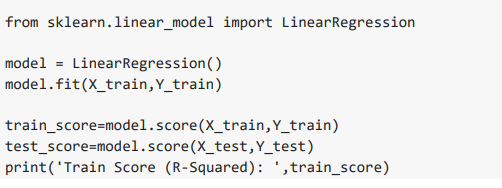 from sklearn.linear_model import LinearRegression
model = LinearRegression()
model.fit(X_train,Y_train)
train_score=model.score(X_train,Y_train)
test_score=model.score(X_test,Y_test)
print('Train Score (R-Squared): ',train_score)